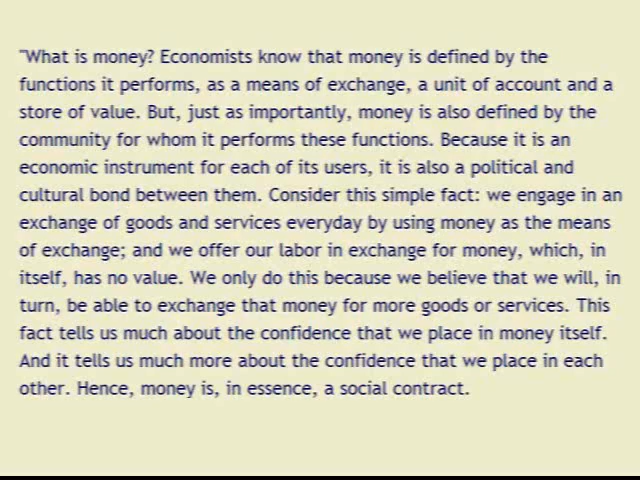 "What is money? Economists know that money is defined by the
functions it performs, as a means of exchange, a unit of account and a
store of value. But, just as importantly, money is also defined by the
community for whom it performs these functions. Because it is an
economic instrument for each of its users, it is also a political and
cultural bond between them. Consider this simple fact: we engage in an
exchange of goods and services everyday by using money as the means
of exchange; and we offer our labor in exchange for money, which, in
itself, has no value. We only do this because we believe that we will, in
turn, be able to exchange that money for more goods or services. This
fact tells us much about the confidence that we place in money itself.
And it tells us much more about the confidence that we place in each
other. Hence, money is, in essence, a social contract.